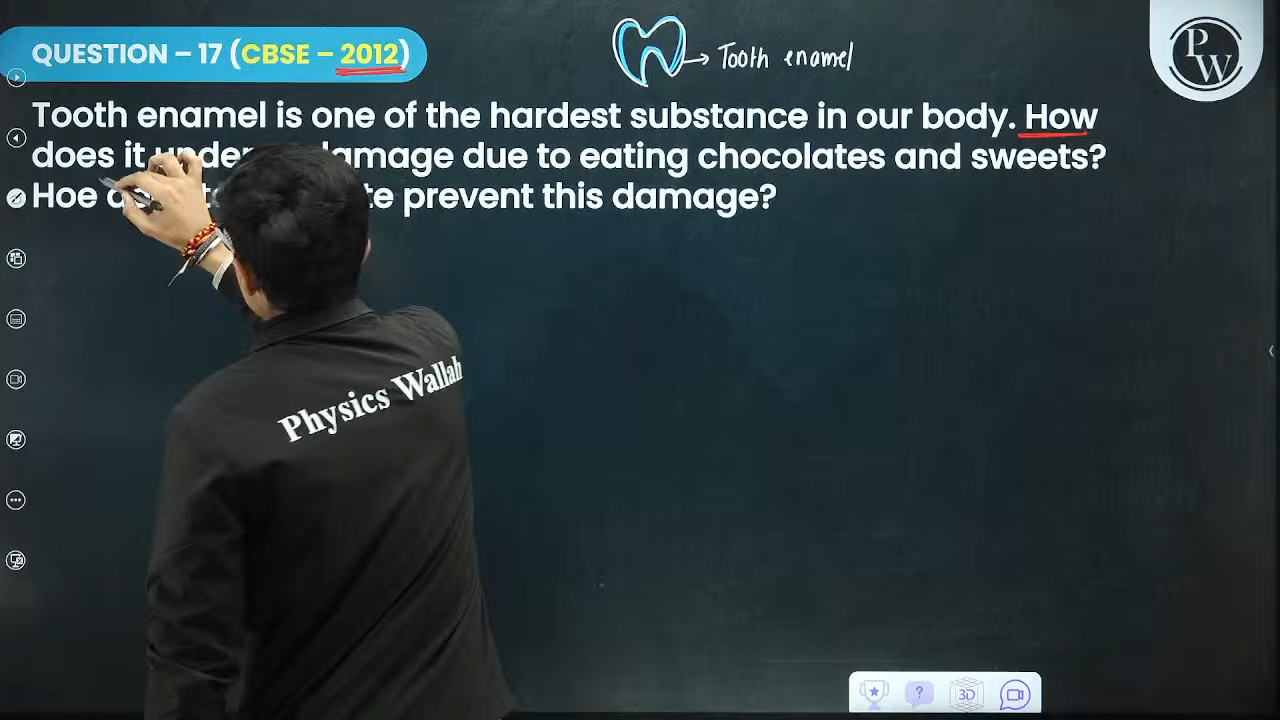 QUESTION – 17 (CBSE – 2012)
Tooth enamel
PW
Tooth enamel is one of the hardest substance in our body. How
does it damage due to eating chocolates and sweets?
Hoe prevent this damage?
Physics Wallah
?
3D